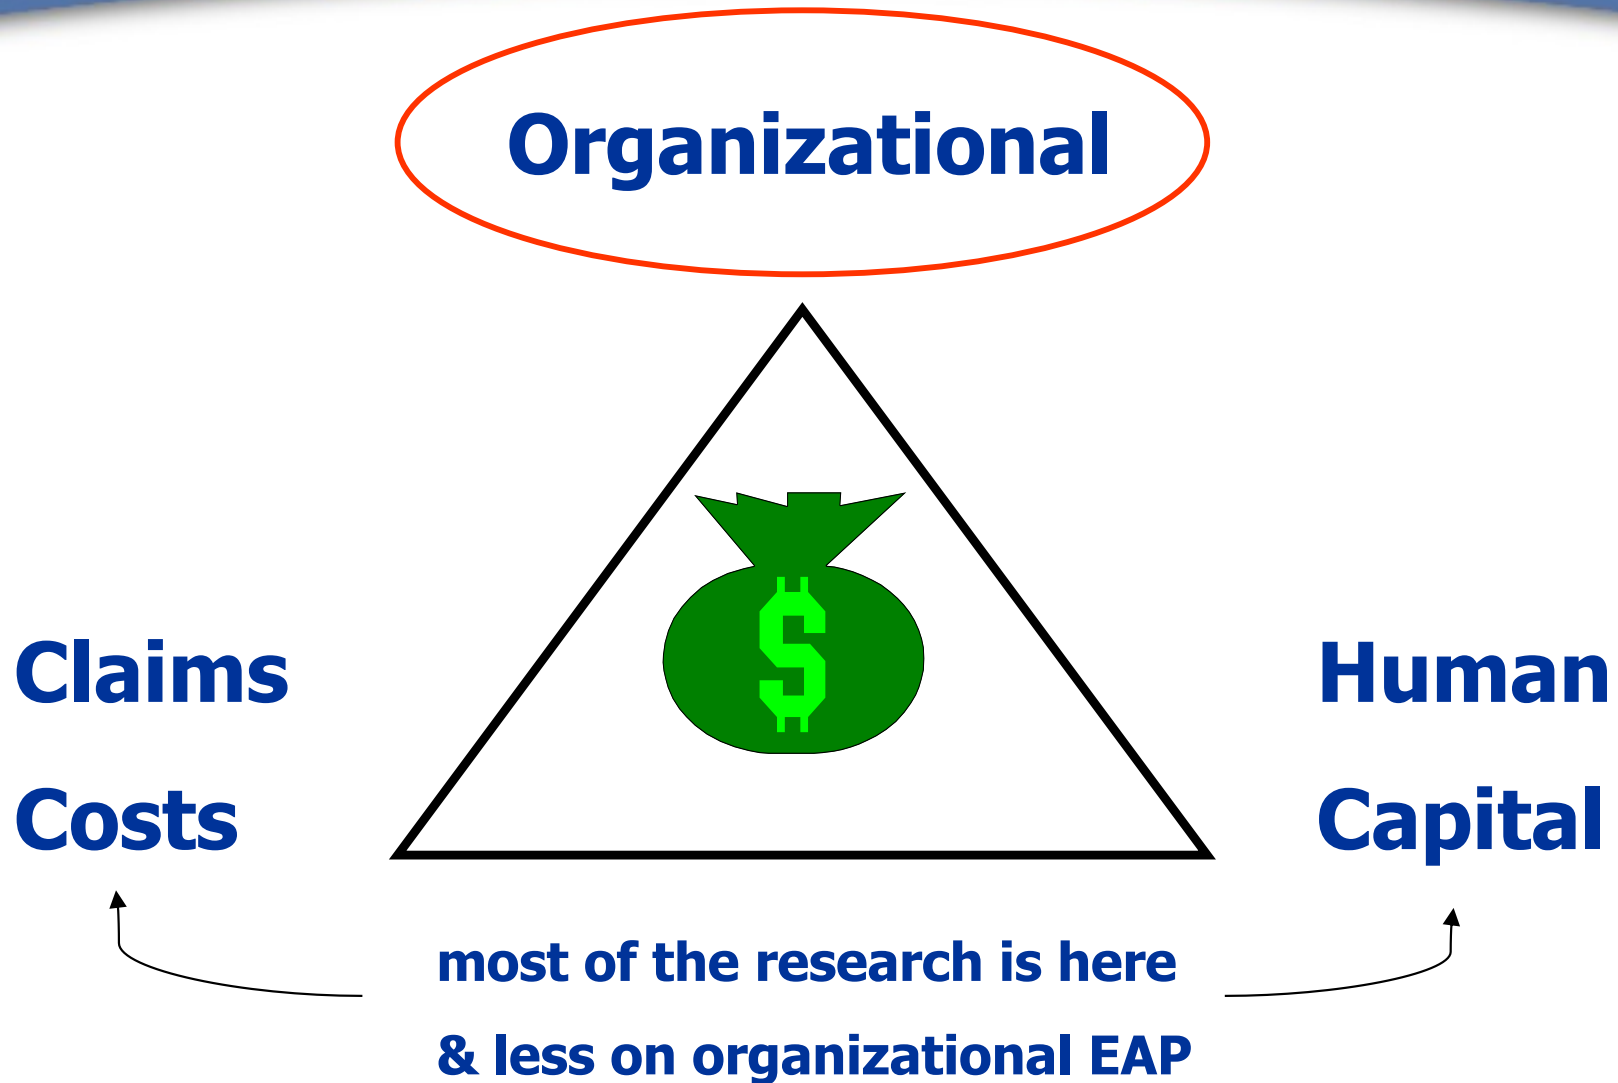 Organizational
$
Claims
Costs
Human
Capital
most of the research is here
& less on organizational EAP